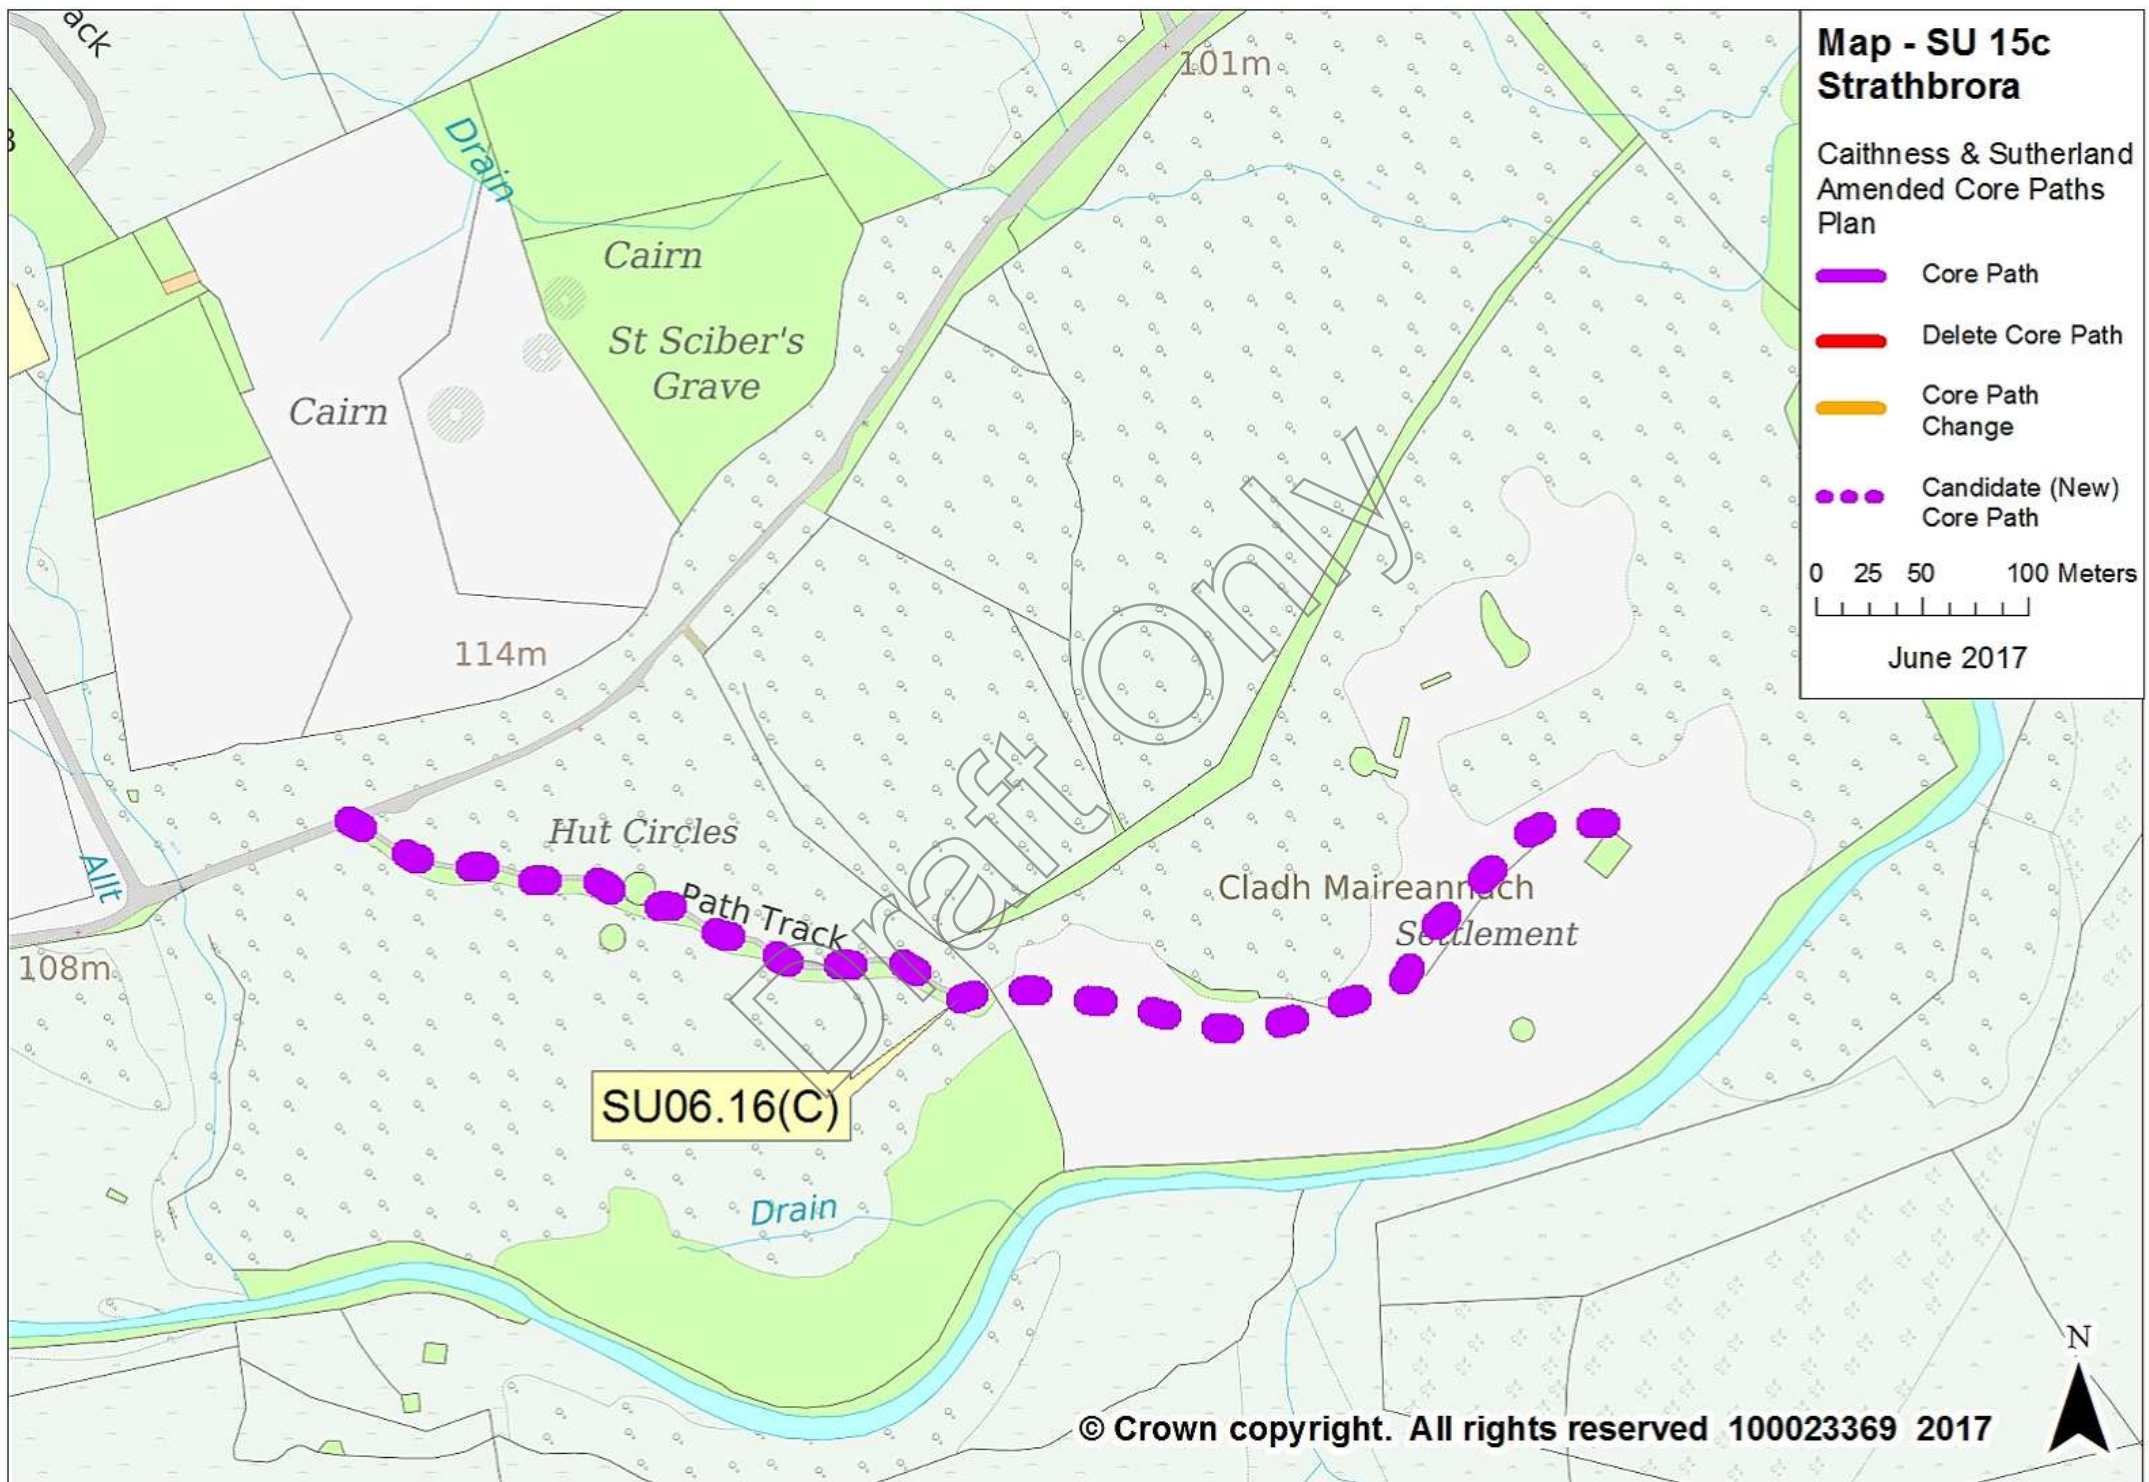 Map - SU 15c
Strathbrora
Caithness & Sutherland
Amended Core Paths
Plan
Core Path
Delete Core Path
Core Path
Change
Candidate (New)
Core Path
0 25 50 100 Meters
June 2017
ack
101m
Drain
Cairn
St Sciber's
Grave
Cairn
114m
Draft Only
Hut Circles
Path Track
Allt
108m
Cladh Maireannach
Settlement
SU06.16(C)
Drain
N
© Crown copyright. All rights reserved 100023369 2017